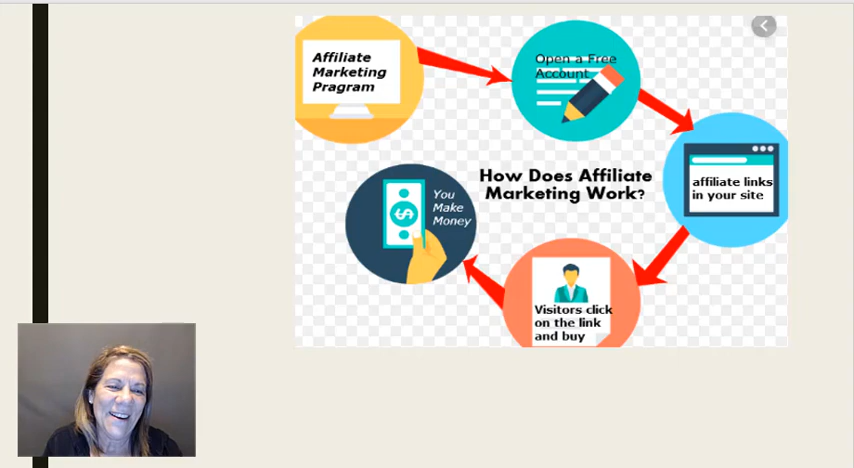 Affiliate
Marketing
Program
Open a Free
Account
How Does Affiliate
Marketing Work?
affiliate links
in your site
You
Make
Money
$
Visitors click
on the link
and buy